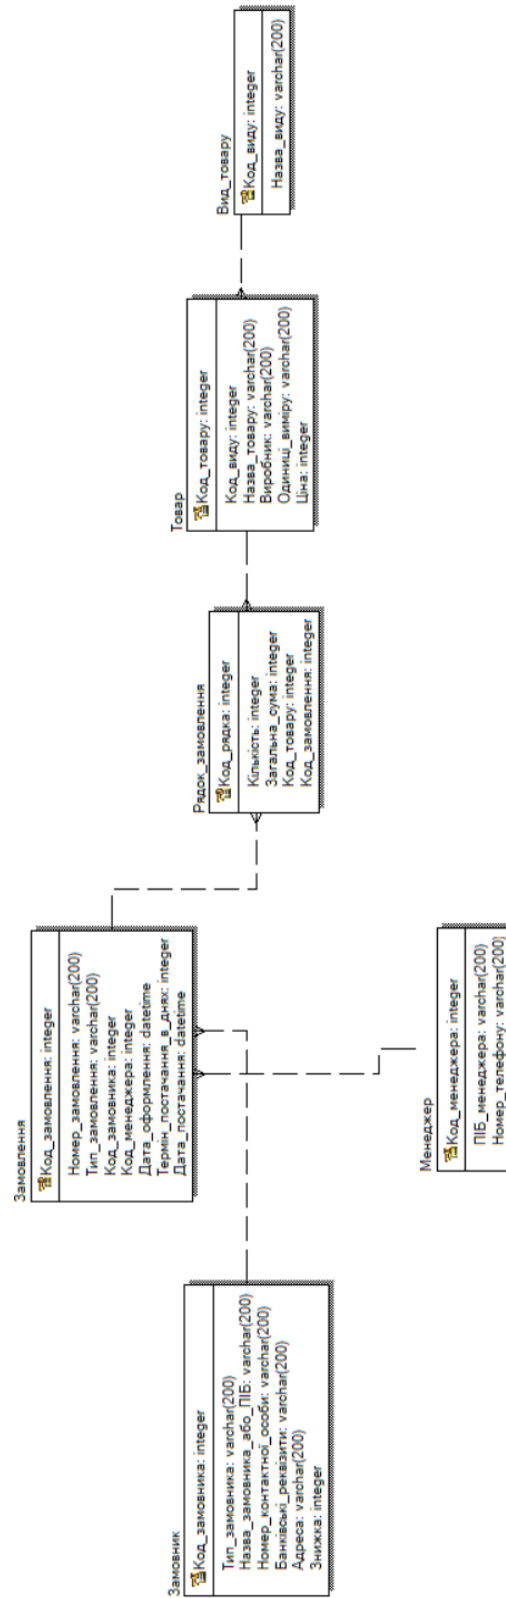 Замовник
Код_замовника: integer
Тип_замовника: varchar(200)
Назва_замовника_або_ПІБ: varchar(200)
Номер_контактної_особи: varchar(200)
Банківські_реквізити: varchar(200)
Адреса: varchar(200)
Знижка: integer
Замовлення
Код_замовлення: integer
Номер_замовлення: varchar(200)
Тип_замовлення: varchar(200)
Код_замовника: integer
Код_менеджера: integer
Дата_оформлення: datetime
Термін_постачання_в_днях: integer
Дата_постачання: datetime
Менеджер
Код_менеджера: integer
ПІБ_менеджера: varchar(200)
Номер_телефону: varchar(200)
Рядок_замовлення
Код_рядка: integer
Кількість: integer
Загальна_сума: integer
Код_товару: integer
Код_замовлення: integer
Товар
Код_товару: integer
Код_виду: integer
Назва_товару: varchar(200)
Виробник: varchar(200)
Одиниці_виміру: varchar(200)
Ціна: integer
Вид_товару
Код_виду: integer
Назва_виду: varchar(200)